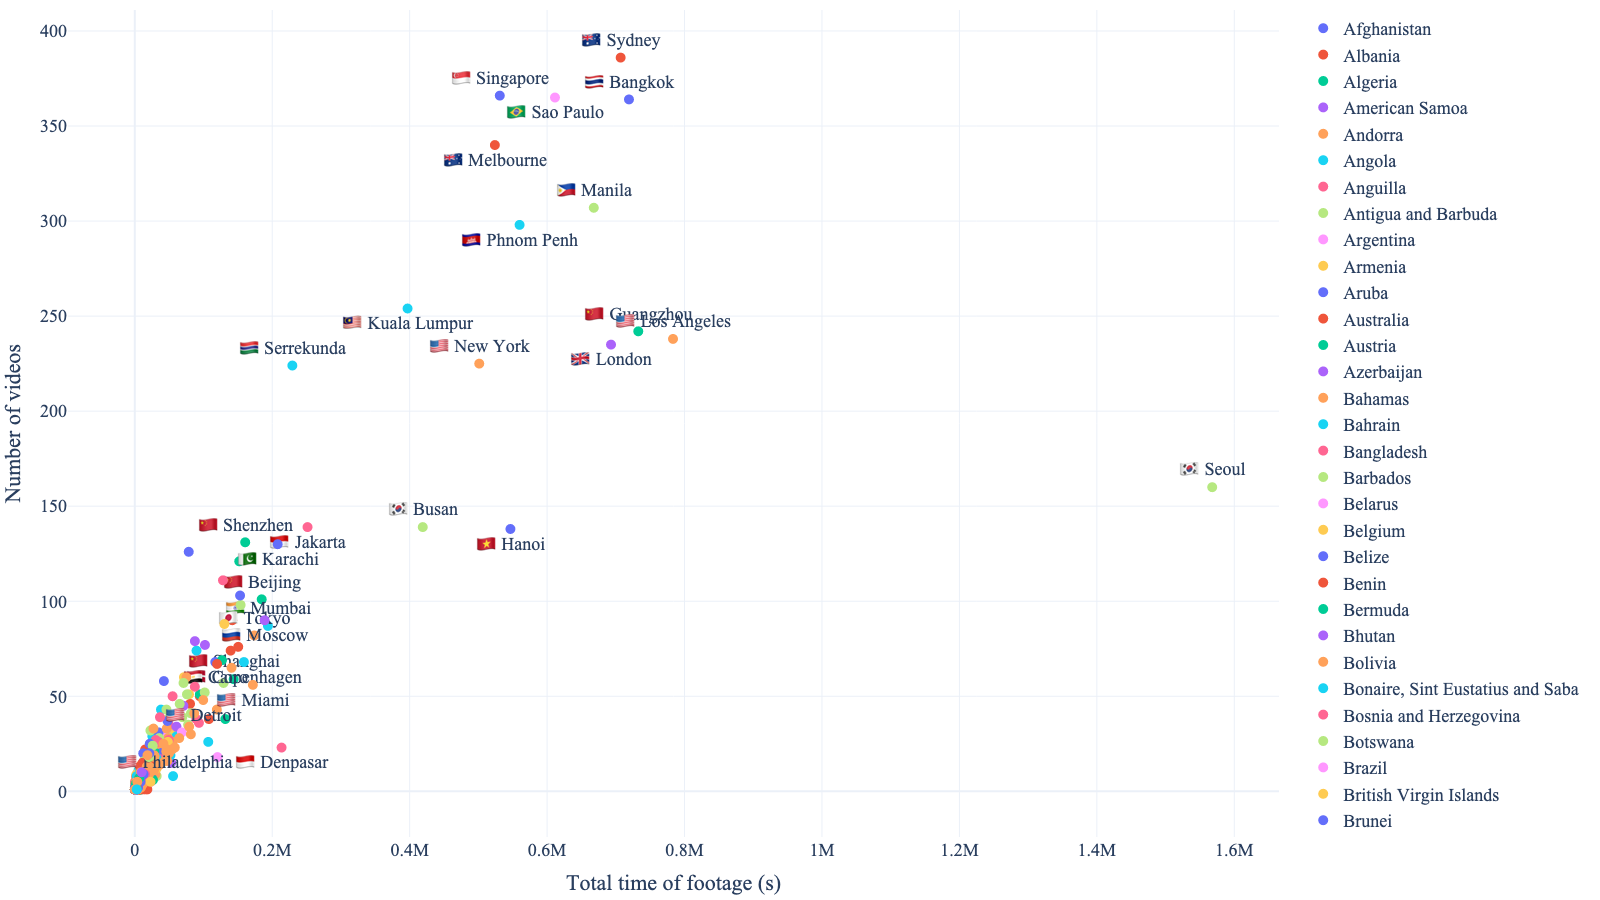 400
350
300
250
200
150
100
50
0
Number of videos
Sydney
Singapore
Bangkok
Sao Paulo
Melbourne
Manila
Phnom Penh
Guangzhou
Los Angeles
Kuala Lumpur
New York
Serrekunda
London
Seoul
Busan
Shenzhen
Jakarta
Hanoi
Karachi
Beijing
Mumbai
Tokyo
Moscow
Shanghai
Copenhagen
Miami
Detroit
Philadelphia
Denpasar
0
0.2M
0.4M
0.6M
0.8M
1M
1.2M
1.4M
1.6M
Total time of footage (s)
Afghanistan
Albania
Algeria
American Samoa
Andorra
Angola
Anguilla
Antigua and Barbuda
Argentina
Armenia
Aruba
Australia
Austria
Azerbaijan
Bahamas
Bahrain
Bangladesh
Barbados
Belarus
Belgium
Belize
Benin
Bermuda
Bhutan
Bolivia
Bonaire, Sint Eustatius and Saba
Bosnia and Herzegovina
Botswana
Brazil
British Virgin Islands
Brunei